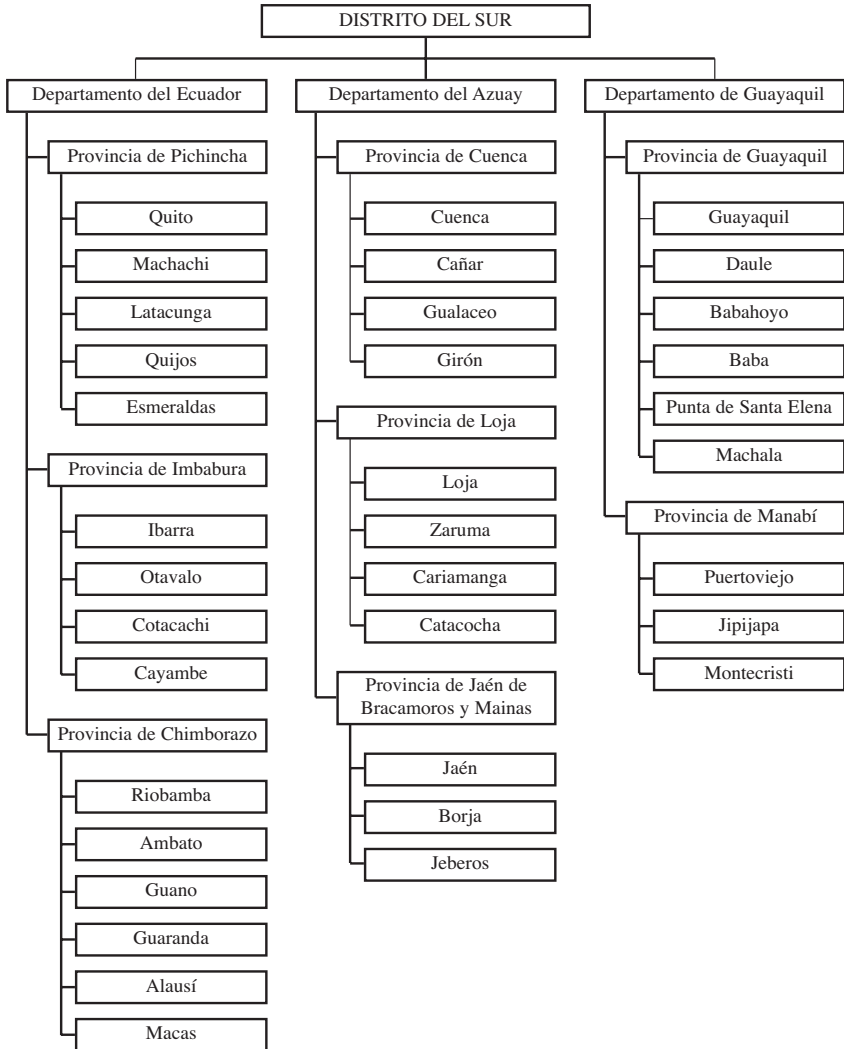 DISTRITO DEL SUR
Departamento del Ecuador
Provincia de Pichincha
Quito
Machachi
Latacunga
Quijos
Esmeraldas
Provincia de Imbabura
Ibarra
Otavalo
Cotacachi
Cayambe
Provincia de Chimborazo
Riobamba
Ambato
Guano
Guaranda
Alausí
Macas
Departamento del Azuay
Provincia de Cuenca
Cuenca
Cañar
Gualaceo
Girón
Provincia de Loja
Loja
Zaruma
Cariamanga
Catacocha
Provincia de Jaén de
Bracamoros y Mainas
Jaén
Borja
Jeberos
Departamento de Guayaquil
Provincia de Guayaquil
Guayaquil
Daule
Babahoyo
Baba
Punta de Santa Elena
Machala
Provincia de Manabí
Puertoviejo
Jipijapa
Montecristi